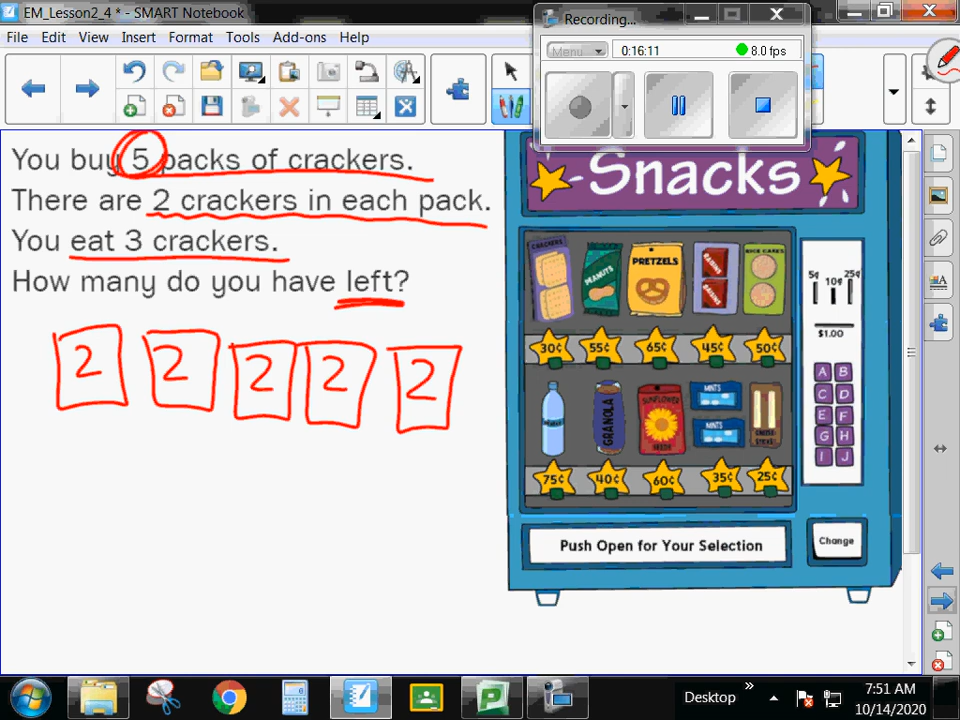 EM_Lesson2_4 * - SMART Notebook
Recording...
File Edit View Insert Format Tools Add-ons Help
Menu
0:16:11
8.0 fps
You buy 5 packs of crackers.
There are 2 crackers in each pack.
You eat 3 crackers.
How many do you have left?
2 2 2 2 2
Snacks
CRACKERS
PEANUTS
PRETZELS
RAISINS
RAISINS
RICE CAKES
30¢ 55¢ 65¢ 45¢ 50¢
GRANOLA
SUNFLOWER
SEEDS
MINTS
MINTS
CHEESE
STICKS
75¢ 40¢ 60¢ 35¢ 25¢
5¢ 10¢ 25¢
$1.00
A B
C D
E F
G H
I J
Push Open for Your Selection
Change
Desktop
7:51 AM
10/14/2020